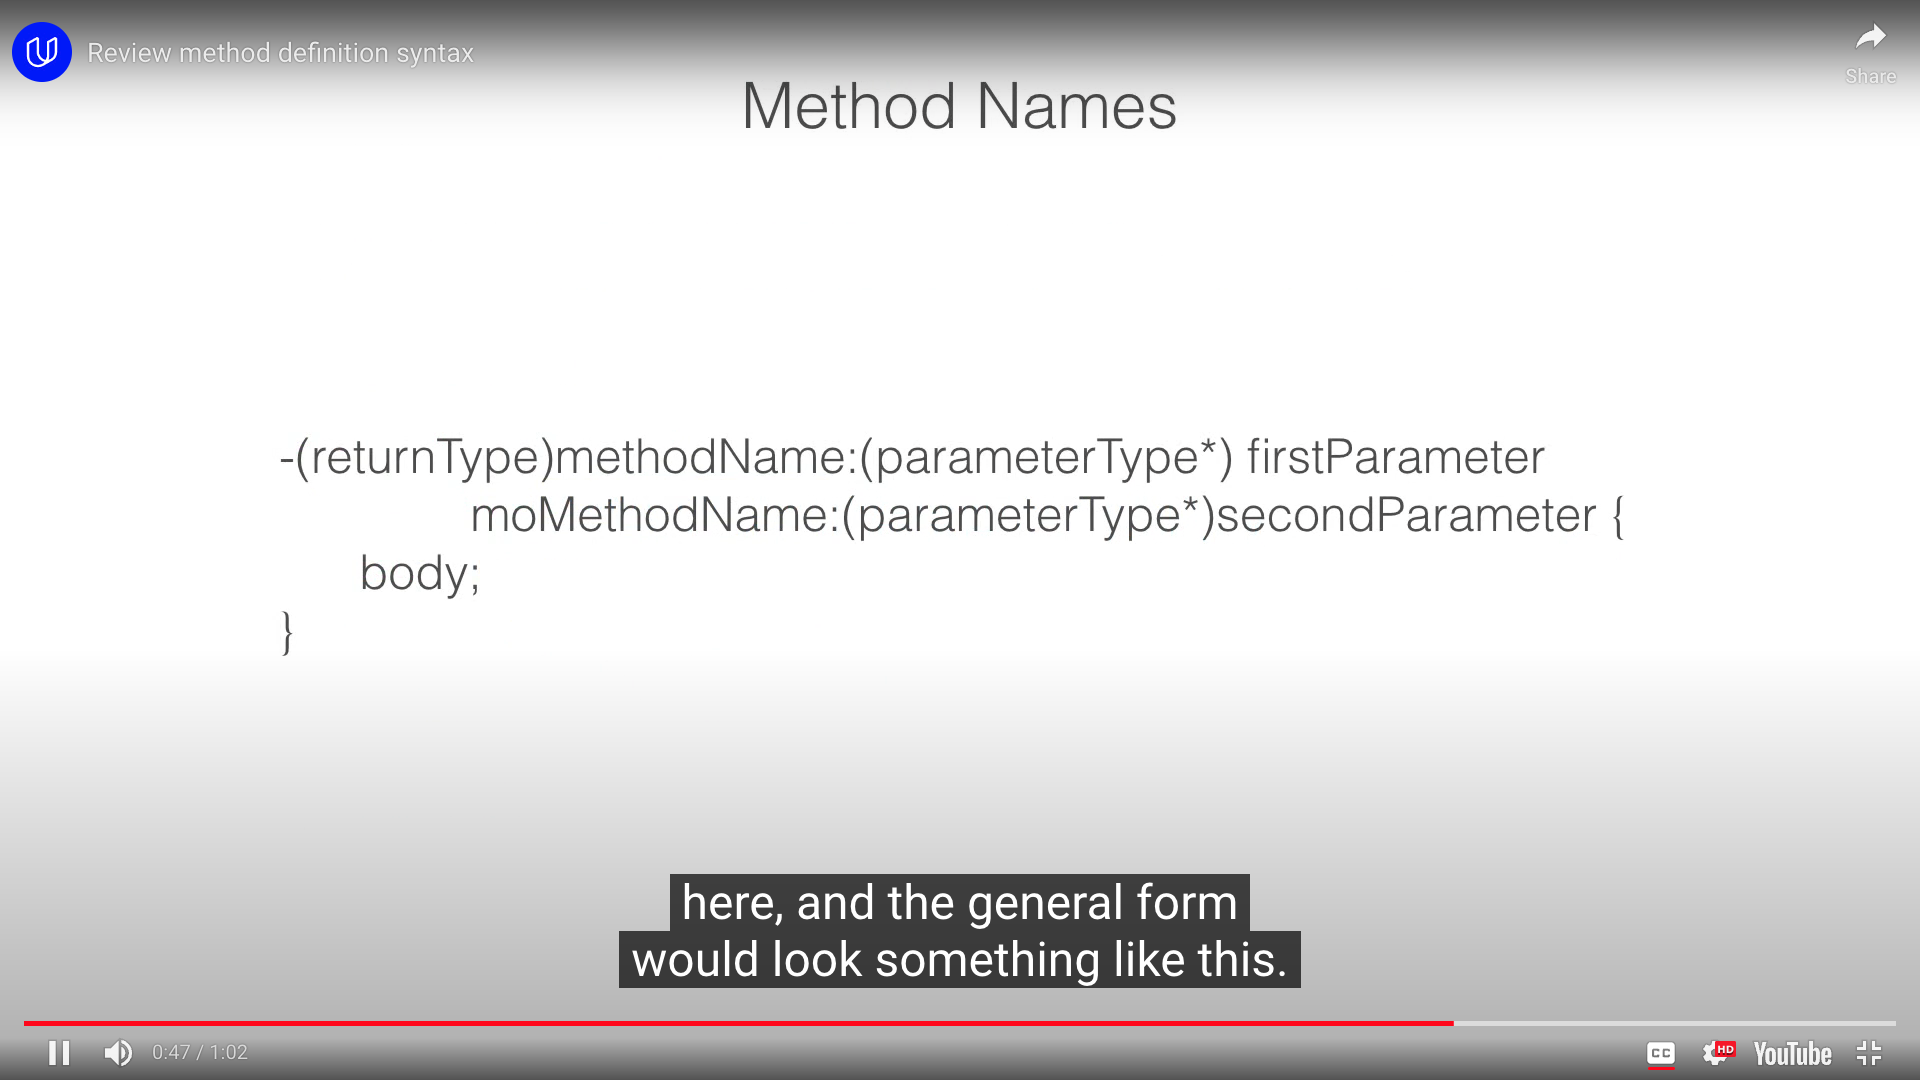 Review method definition syntax
Share
Method Names
-(returnType)methodName:(parameterType*) firstParameter
moMethodName:(parameterType*)secondParameter {
body;
}
here, and the general form
would look something like this.
0:47 / 1:02
CC
HD
YouTube